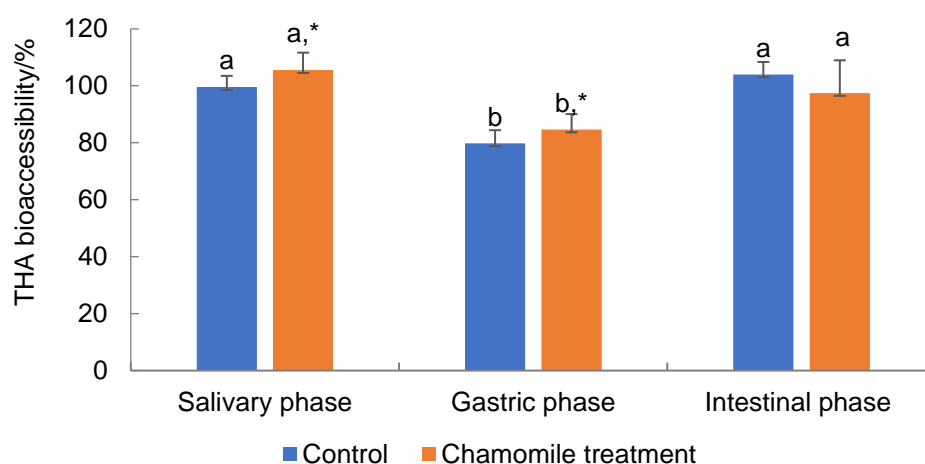 THA bioaccessibility/%
120
100
80
60
40
20
0
a
a,*
b
b,*
a
a
Salivary phase
Gastric phase
Intestinal phase
Control
Chamomile treatment